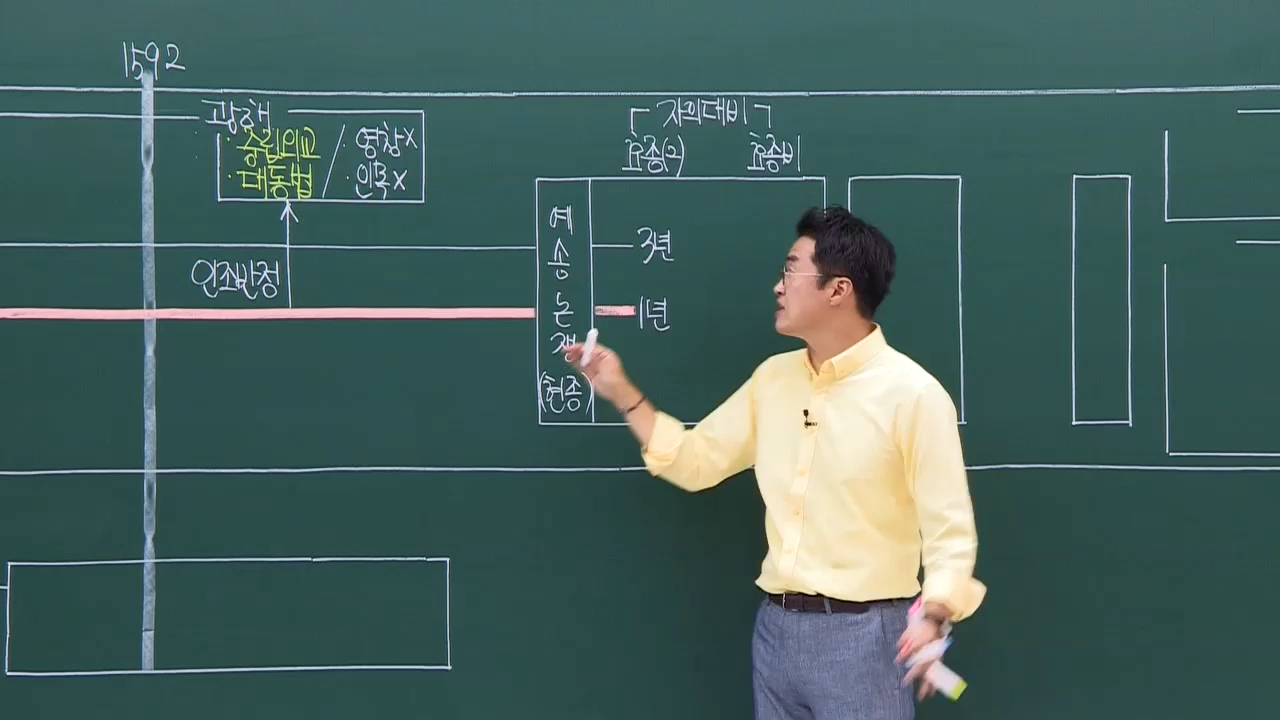 1592
광해
· 중립외교 / · 영창X
· 대동법 · 인목X
인조반정
자의대비
효종(2) 효종비
예송논쟁(현종)
3년
1년